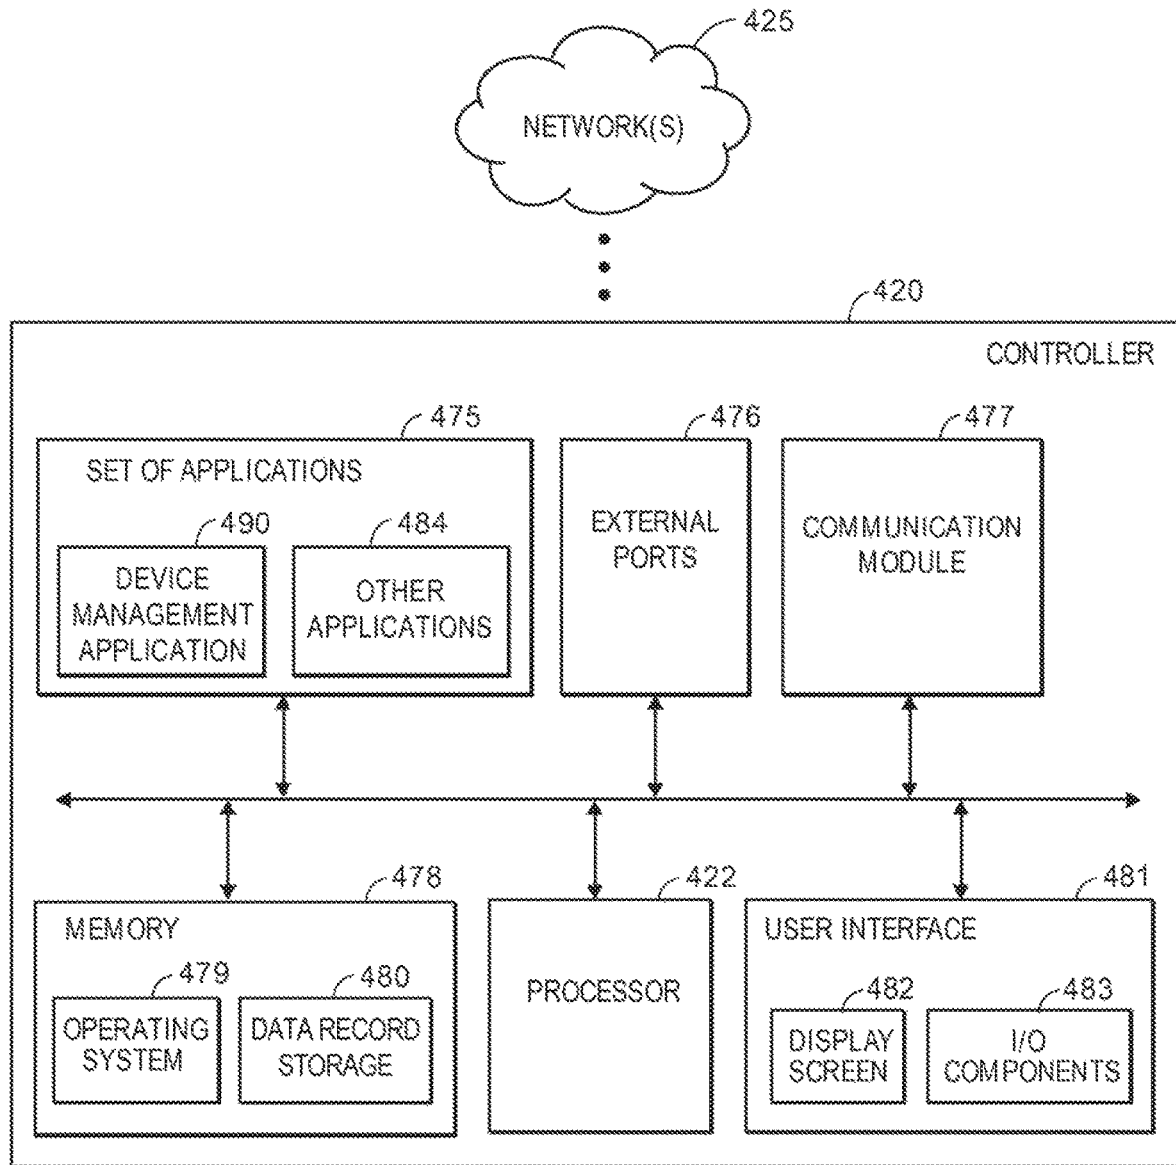 425
NETWORK(S)
420
CONTROLLER
475
SET OF APPLICATIONS
490
DEVICE
MANAGEMENT
APPLICATION
484
OTHER
APPLICATIONS
476
EXTERNAL
PORTS
477
COMMUNICATION
MODULE
478
MEMORY
479
OPERATING
SYSTEM
480
DATA RECORD
STORAGE
422
PROCESSOR
481
USER INTERFACE
482
DISPLAY
SCREEN
483
I/O
COMPONENTS